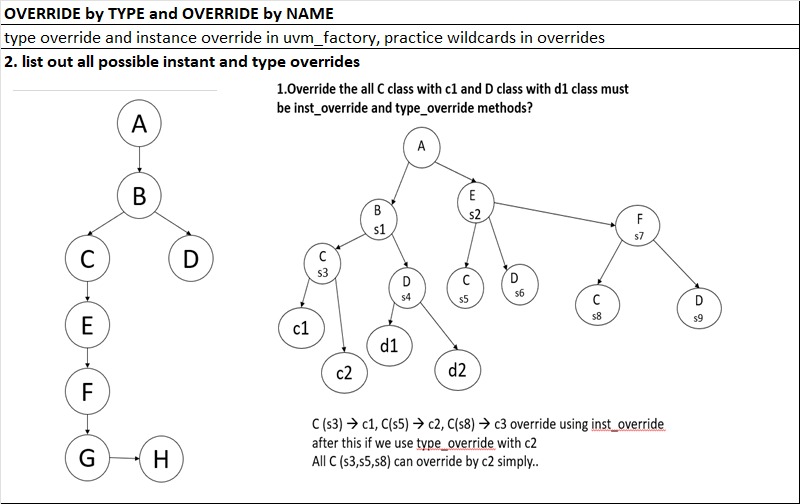 OVERRIDE by TYPE and OVERRIDE by NAME
type override and instance override in uvm_factory, practice wildcards in overrides
2. list out all possible instant and type overrides
A
B
C
D
E
F
G
H
1.Override the all C class with c1 and D class with d1 class must
be inst_override and type_override methods?
A
B
s1
E
s2
F
s7
C
s3
D
s4
C
s5
D
s6
C
s8
D
s9
c1
c2
d1
d2
C (s3) → c1, C(s5) → c2, C(s8) → c3 override using inst_override
after this if we use type_override with c2
All C (s3,s5,s8) can override by c2 simply..